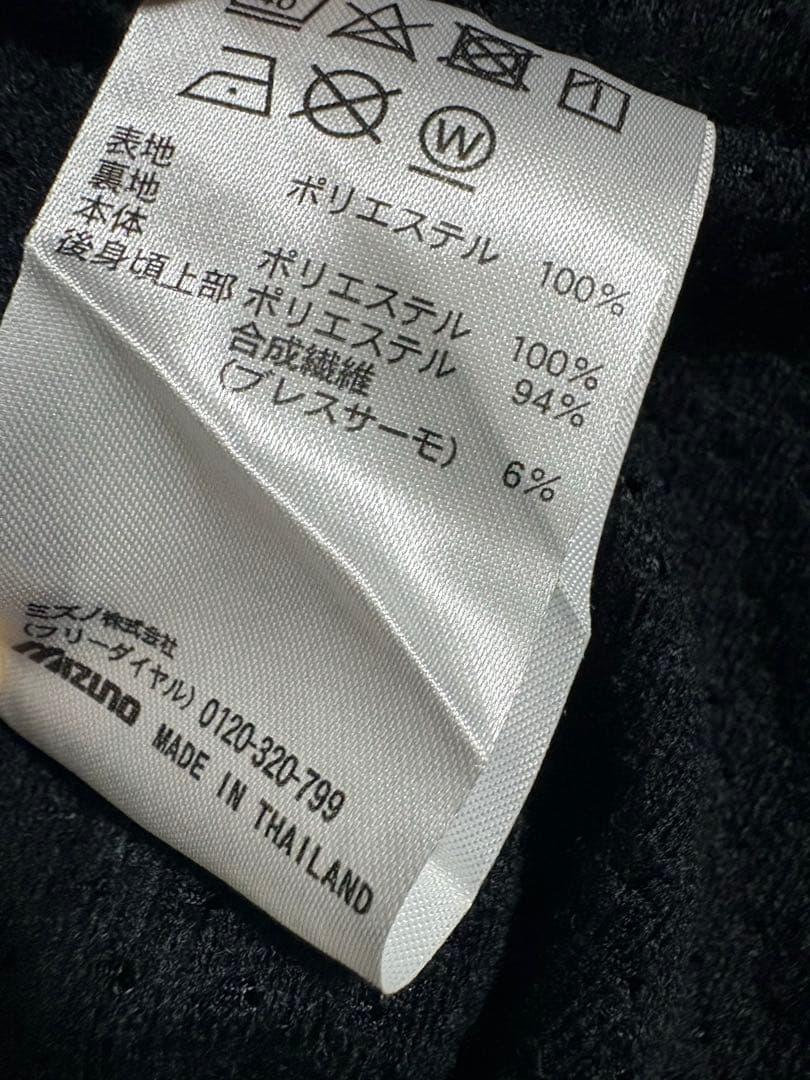 40
W
表地 ポリエステル 100%
裏地
本体 ポリエステル 100%
後身頃上部 ポリエステル 94%
合成繊維
(ブレスサーモ) 6%
ミズノ株式会社
(フリーダイヤル) 0120-320-799
MIZUNO MADE IN THAILAND